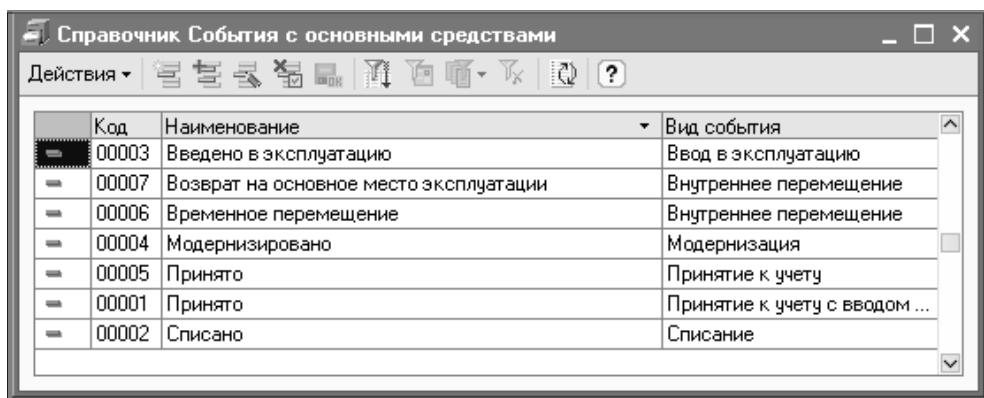 Справочник События с основными средствами
Действия
Код Наименование Вид события
00003 Введено в эксплуатацию Ввод в эксплуатацию
00007 Возврат на основное место эксплуатации Внутреннее перемещение
00006 Временное перемещение Внутреннее перемещение
00004 Модернизировано Модернизация
00005 Принято Принятие к учету
00001 Принято Принятие к учету с вводом ...
00002 Списано Списание